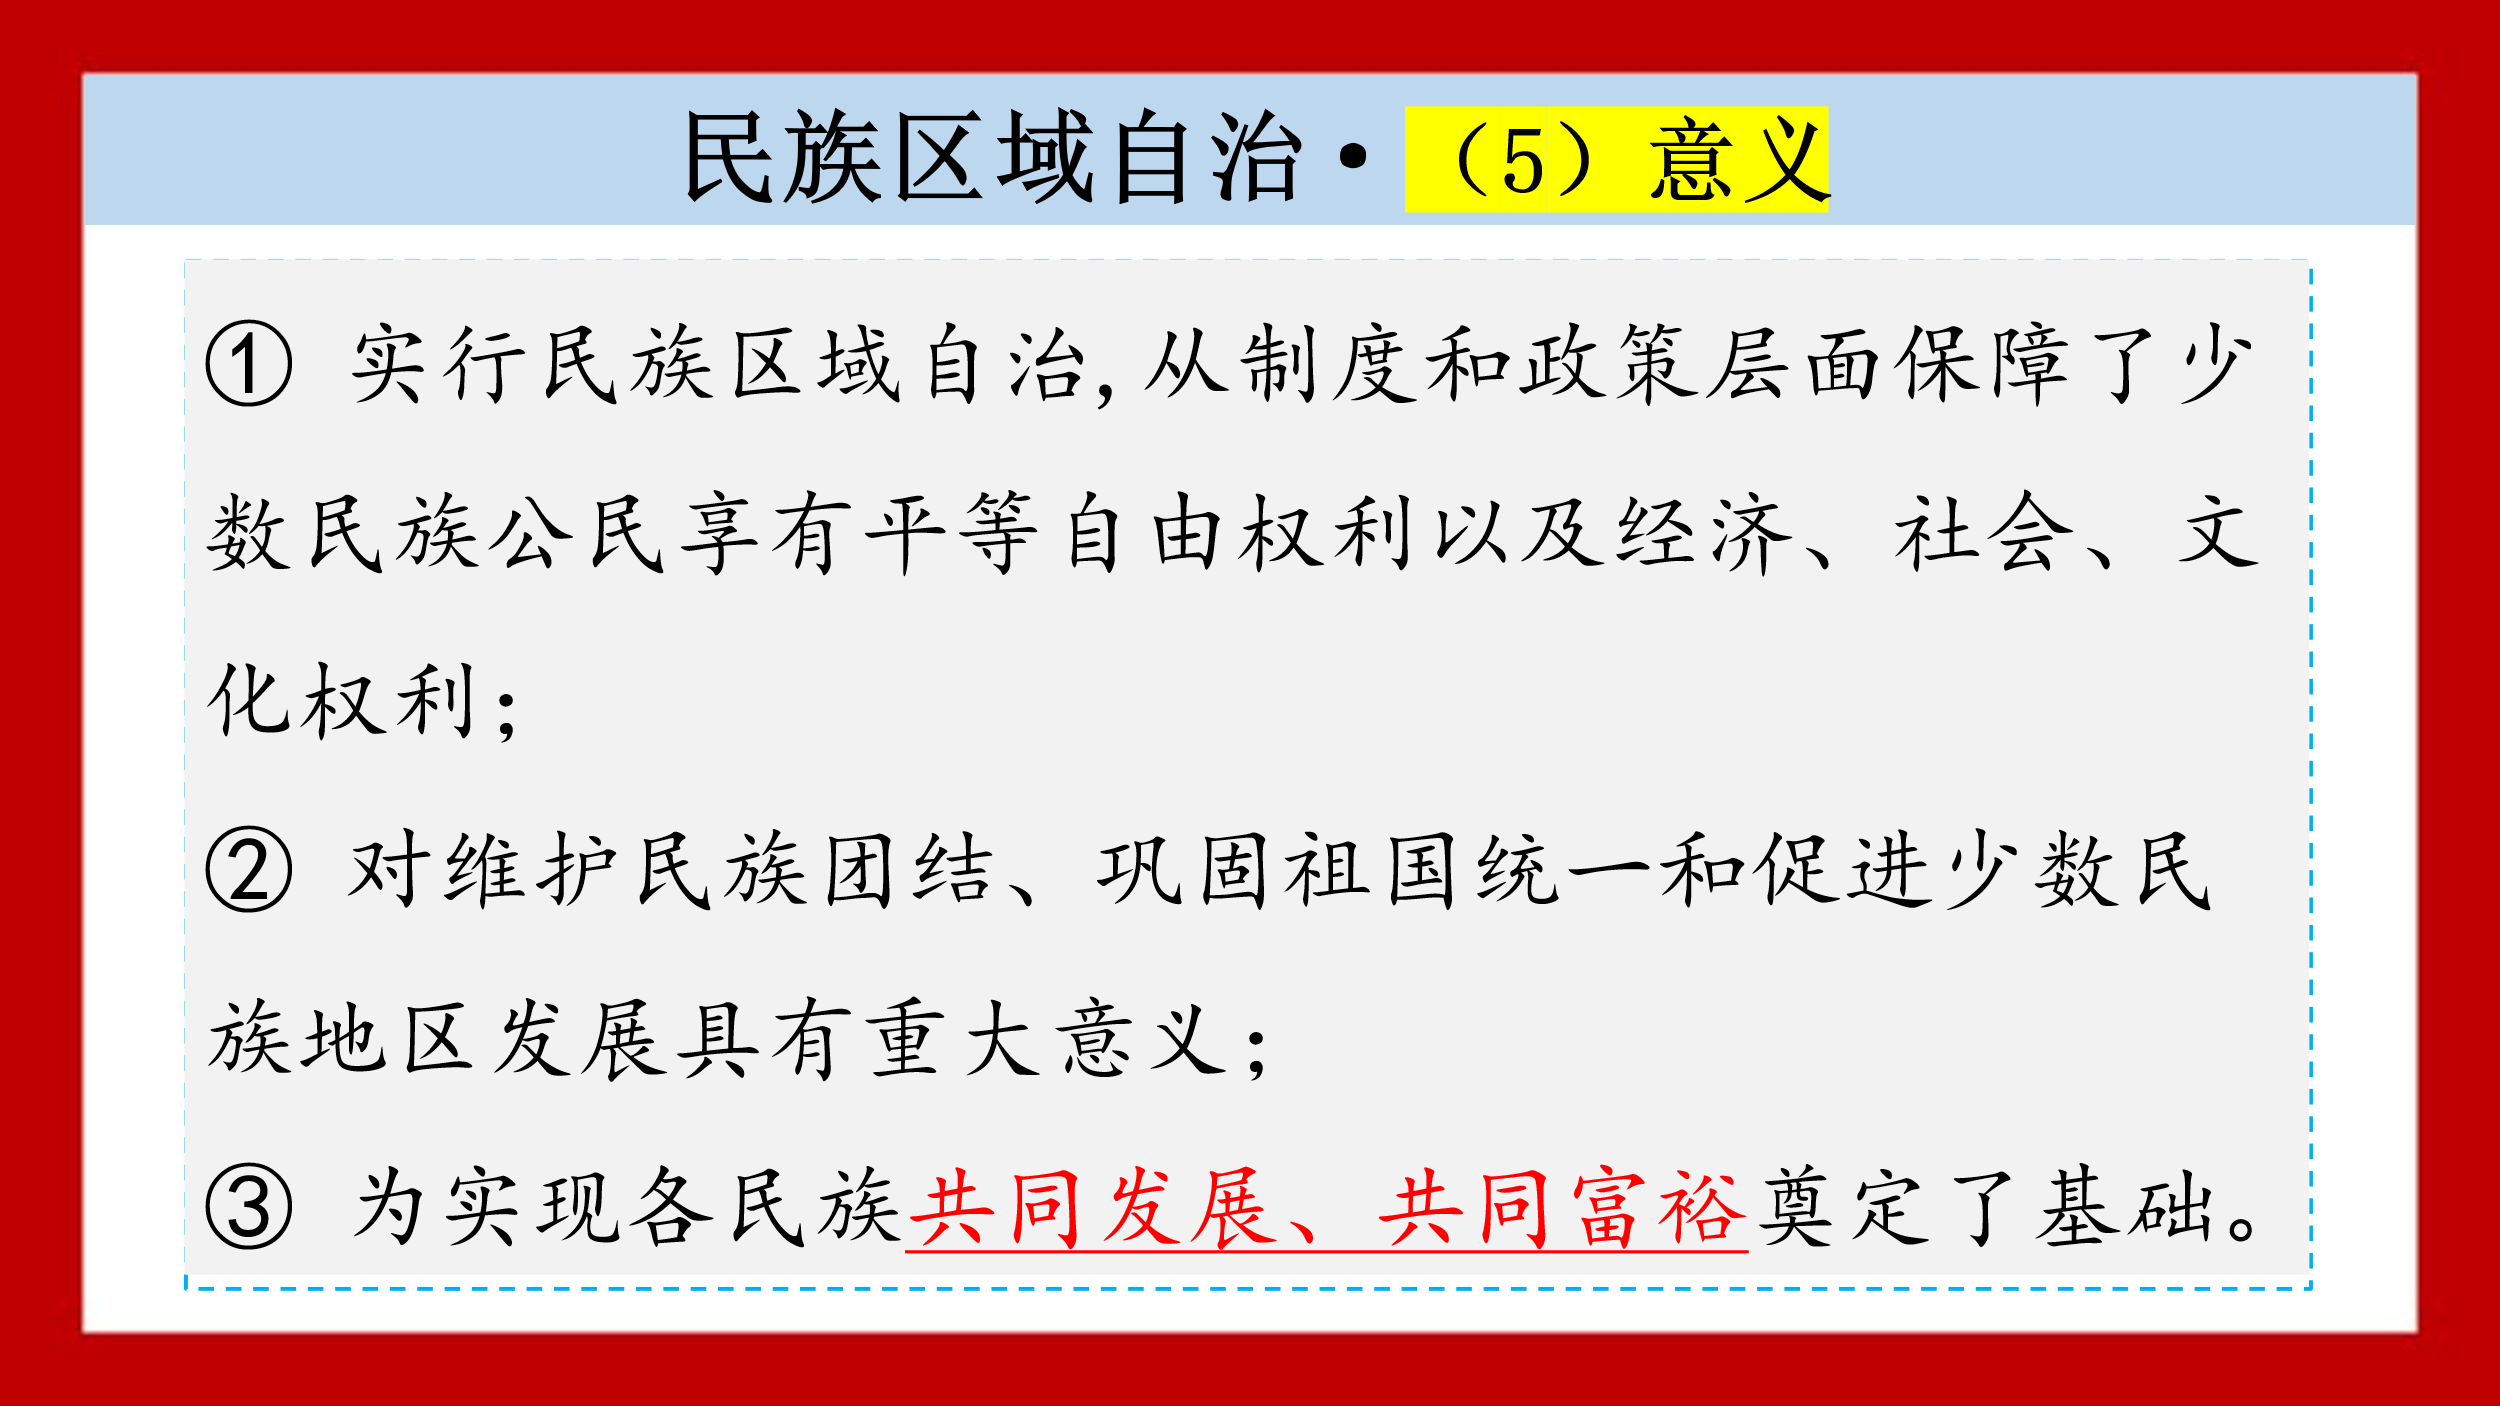 民族区域自治·（5）意义
① 实行民族区域自治，从制度和政策层面保障了少
数民族公民享有平等自由权利以及经济、社会、文
化权利；
② 对维护民族团结、巩固祖国统一和促进少数民
族地区发展具有重大意义；
③ 为实现各民族共同发展、共同富裕奠定了基础。